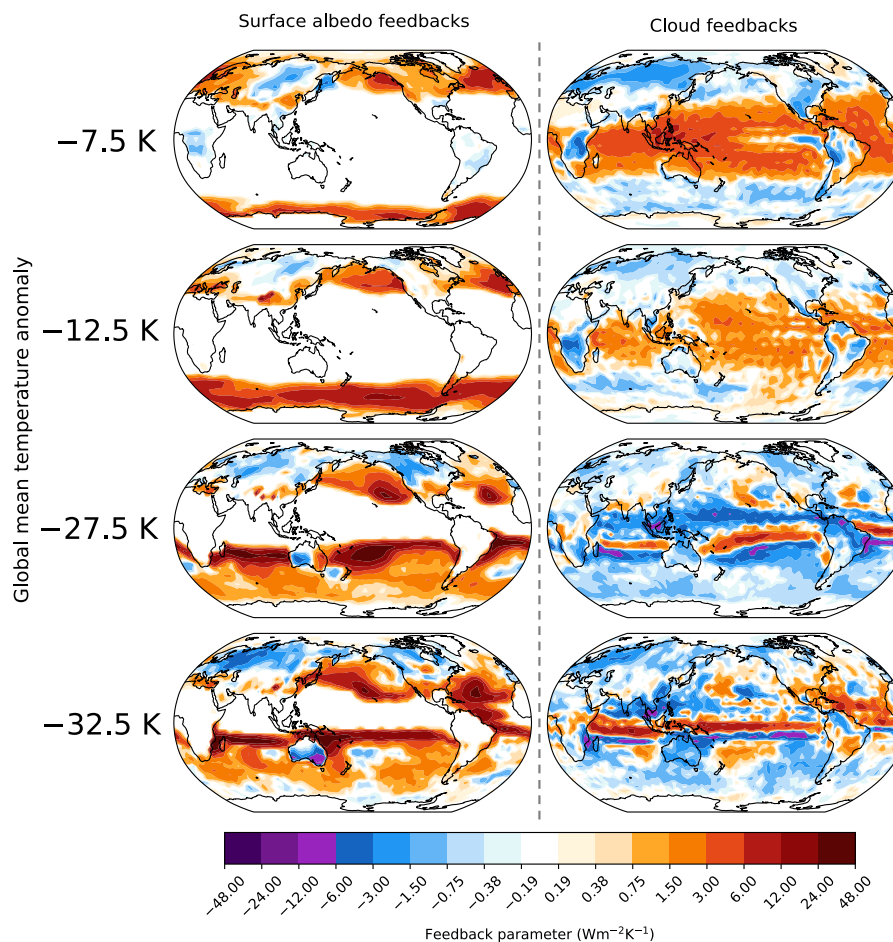 Surface albedo feedbacks
Cloud feedbacks
Global mean temperature anomaly
−7.5 K
−12.5 K
−27.5 K
−32.5 K
−48.00 −24.00 −12.00 −6.00 −3.00 −1.50 −0.75 −0.38 −0.19 0.19 0.38 0.75 1.50 3.00 6.00 12.00 24.00 48.00
Feedback parameter (Wm⁻²K⁻¹)